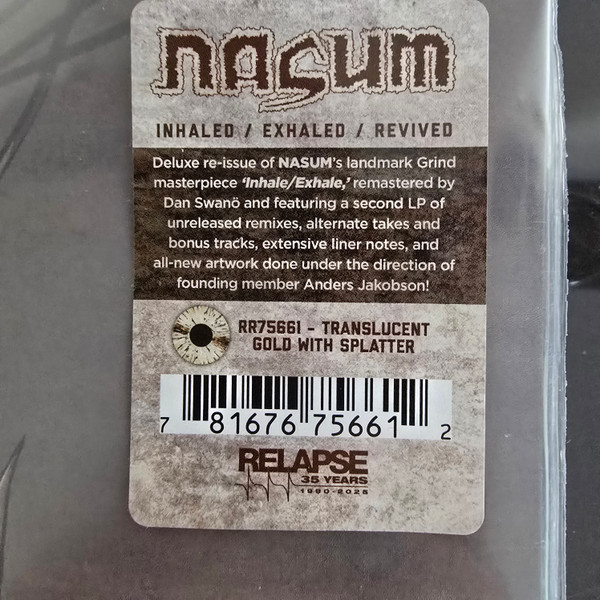 nasum
INHALED / EXHALED / REVIVED
Deluxe re-issue of NASUM's landmark Grind
masterpiece 'Inhale/Exhale,' remastered by
Dan Swanö and featuring a second LP of
unreleased remixes, alternate takes and
bonus tracks, extensive liner notes, and
all-new artwork done under the direction of
founding member Anders Jakobson!
RR75661 - TRANSLUCENT
GOLD WITH SPLATTER
7 81676 75661 2
RELAPSE
35 YEARS
1990-2025